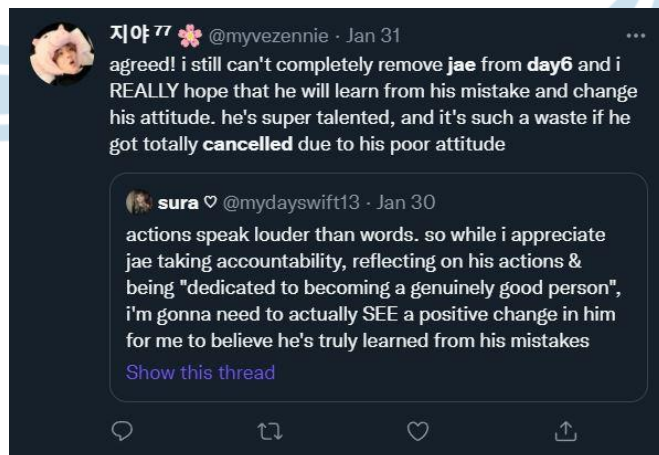 지야 ⁷⁷ 🌸 @myvezennie · Jan 31
agreed! i still can't completely remove jae from day6 and i
REALLY hope that he will learn from his mistake and change
his attitude. he's super talented, and it's such a waste if he
got totally cancelled due to his poor attitude
sura ♡ @mydayswift13 · Jan 30
actions speak louder than words. so while i appreciate
jae taking accountability, reflecting on his actions &
being "dedicated to becoming a genuinely good person",
i'm gonna need to actually SEE a positive change in him
for me to believe he's truly learned from his mistakes
Show this thread